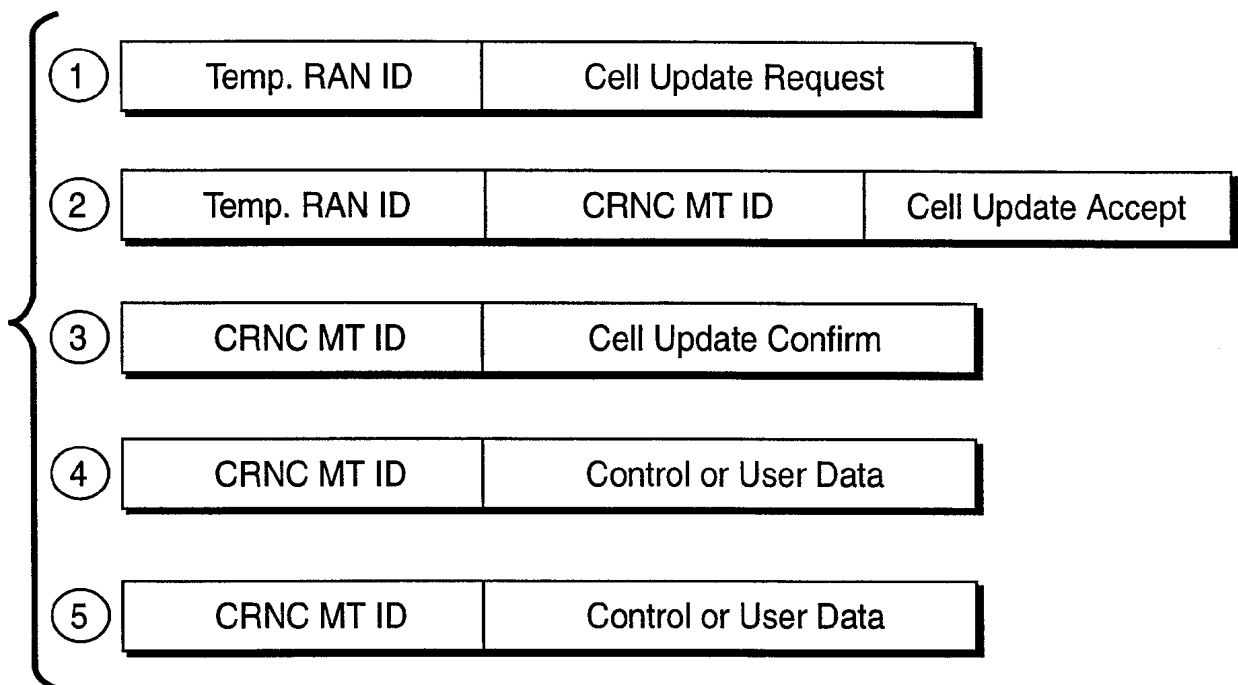 1 Temp. RAN ID Cell Update Request
2 Temp. RAN ID CRNC MT ID Cell Update Accept
3 CRNC MT ID Cell Update Confirm
4 CRNC MT ID Control or User Data
5 CRNC MT ID Control or User Data